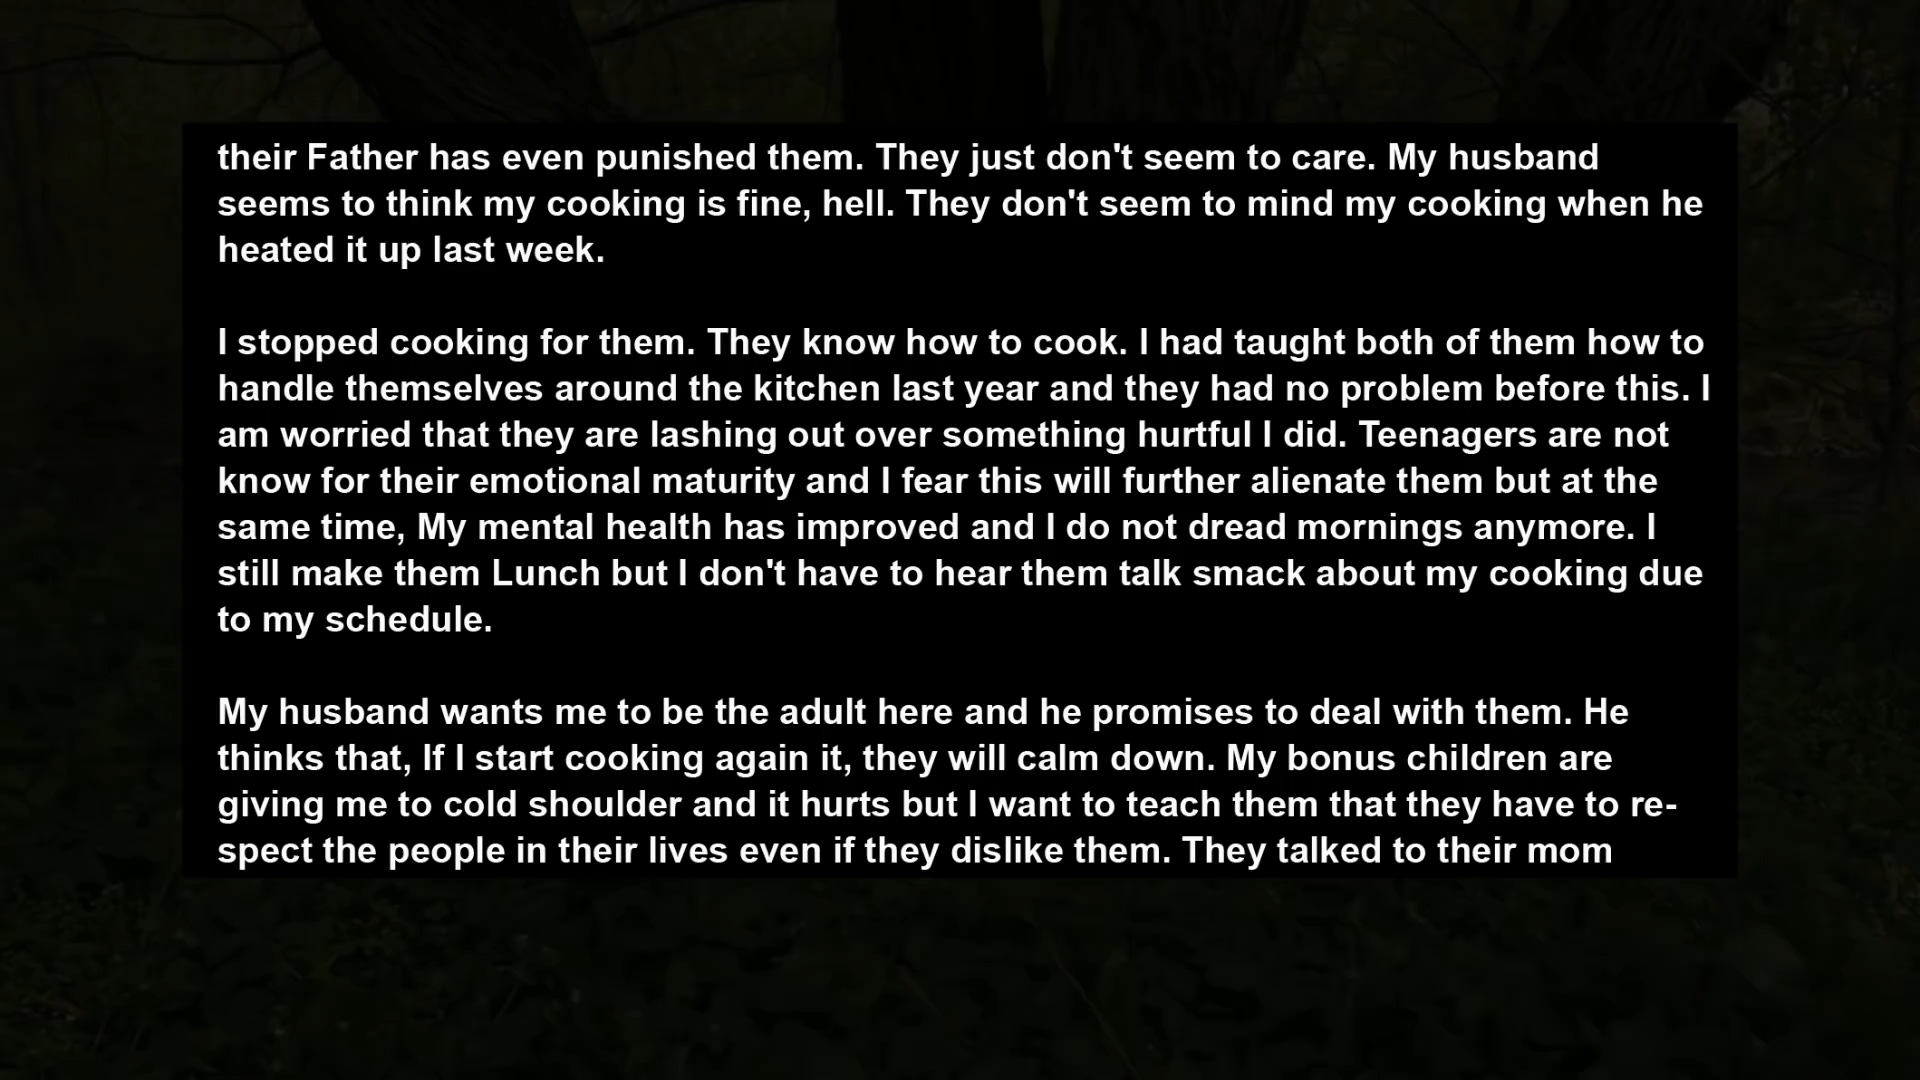 their Father has even punished them. They just don't seem to care. My husband
seems to think my cooking is fine, hell. They don't seem to mind my cooking when he
heated it up last week.
I stopped cooking for them. They know how to cook. I had taught both of them how to
handle themselves around the kitchen last year and they had no problem before this. I
am worried that they are lashing out over something hurtful I did. Teenagers are not
know for their emotional maturity and I fear this will further alienate them but at the
same time, My mental health has improved and I do not dread mornings anymore. I
still make them Lunch but I don't have to hear them talk smack about my cooking due
to my schedule.
My husband wants me to be the adult here and he promises to deal with them. He
thinks that, If I start cooking again it, they will calm down. My bonus children are
giving me to cold shoulder and it hurts but I want to teach them that they have to re-
spect the people in their lives even if they dislike them. They talked to their mom